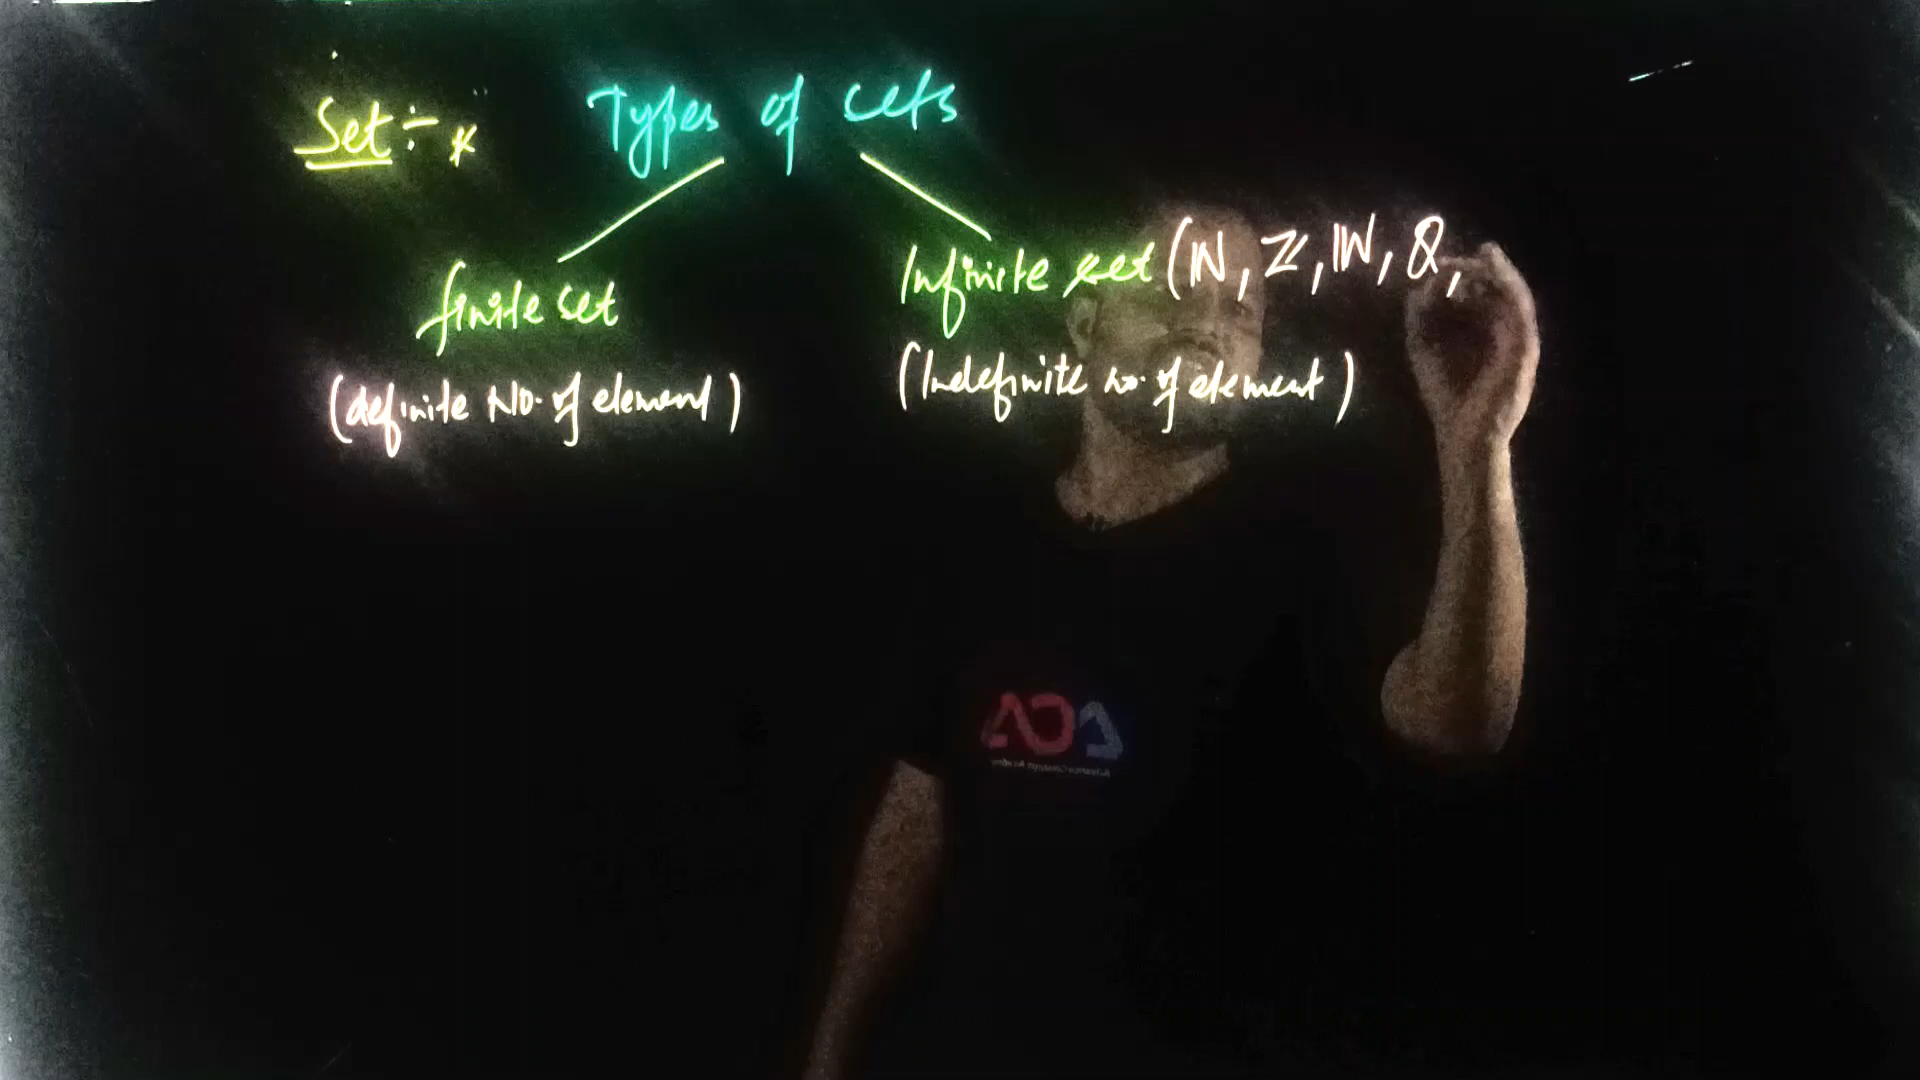 Set :- *
Types of sets
finite set
(definite No. of element)
Infinite set (ℕ, ℤ, 𝕎, ℚ,
(Indefinite no. of element)